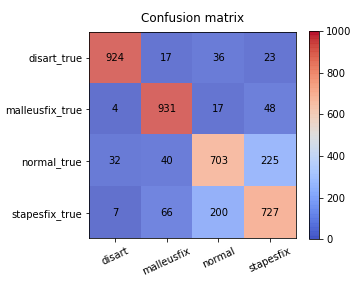 Confusion matrix
disart_true 924 17 36 23
malleusfix_true 4 931 17 48
normal_true 32 40 703 225
stapesfix_true 7 66 200 727
disart malleusfix normal stapesfix
1000
800
600
400
200
0